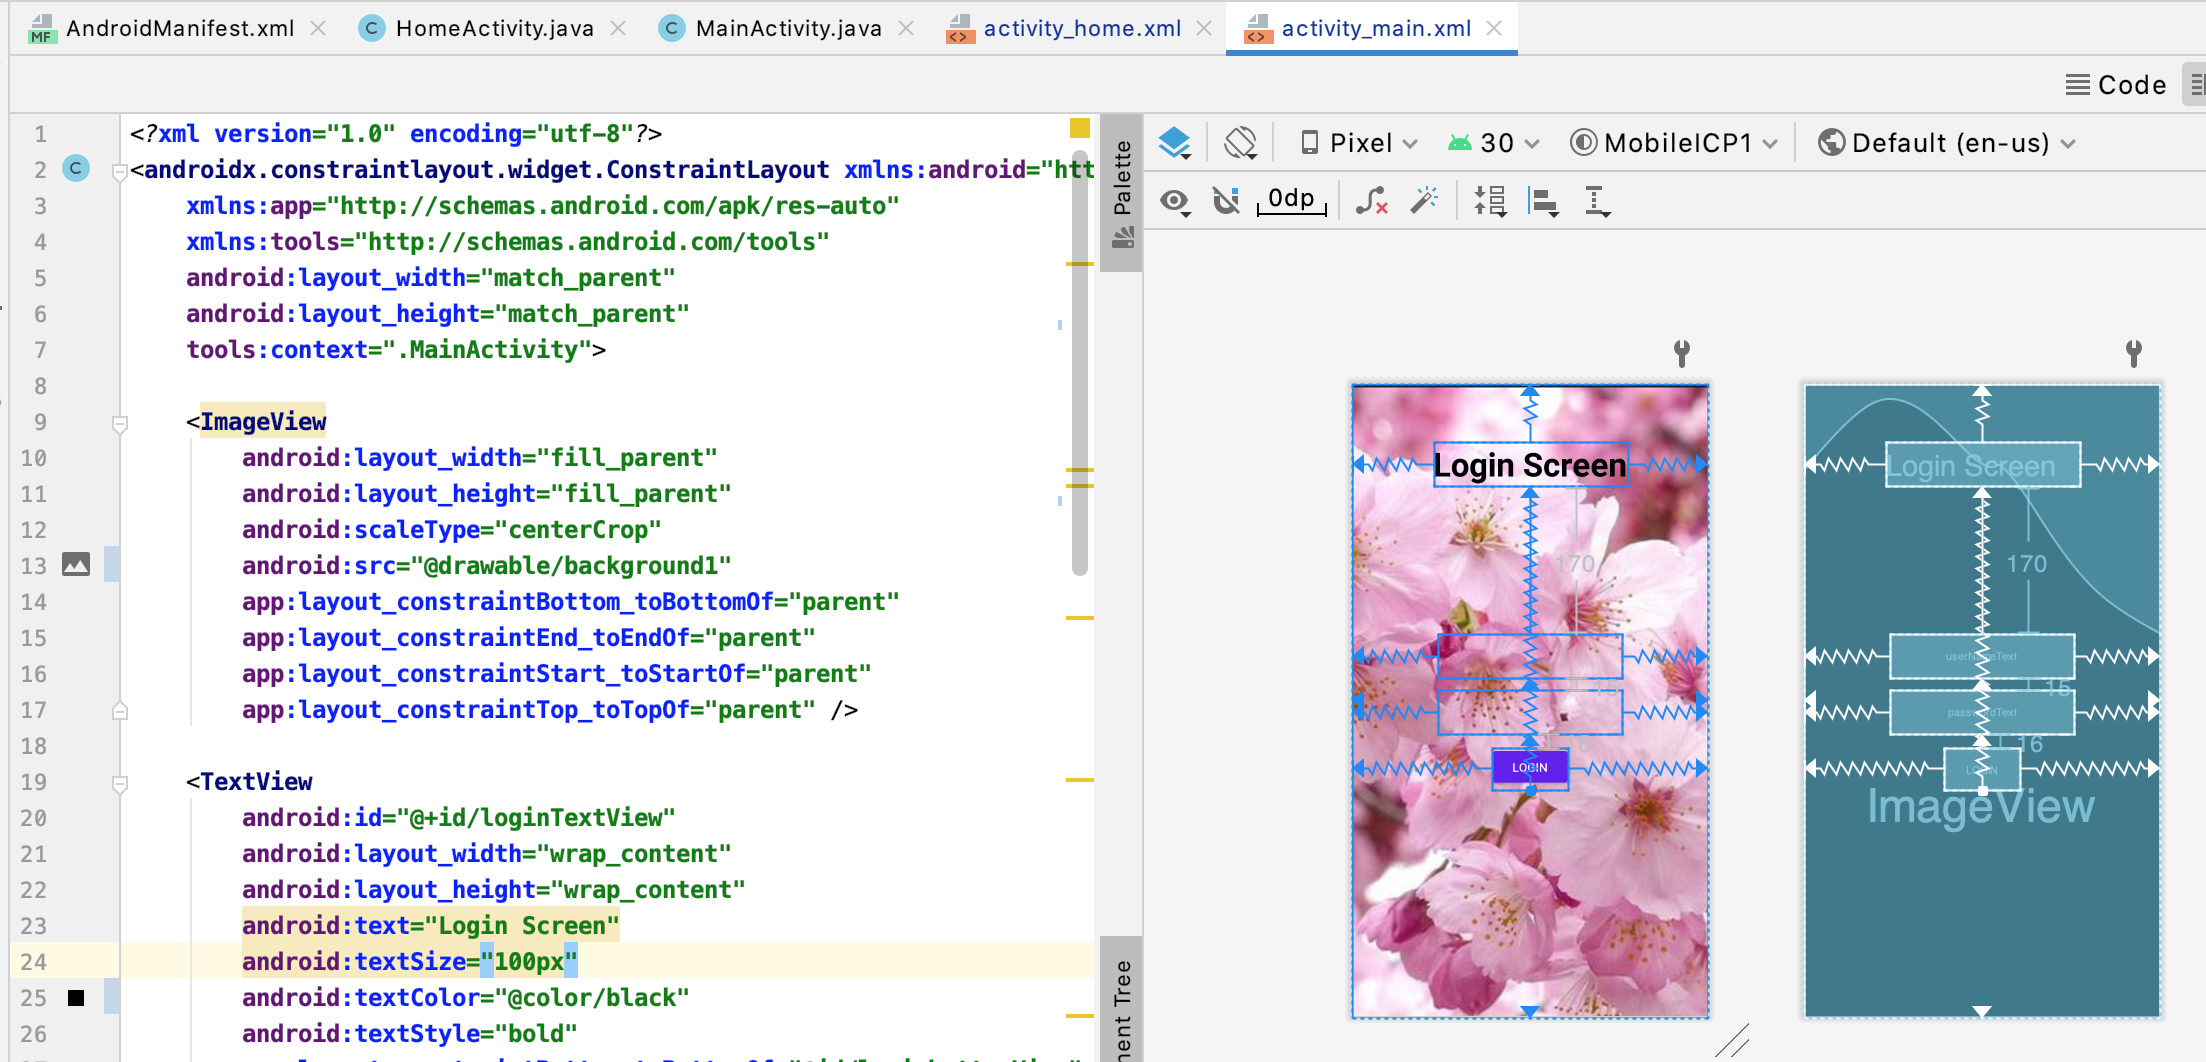 AndroidManifest.xml HomeActivity.java MainActivity.java activity_home.xml activity_main.xml
Code
1 <?xml version="1.0" encoding="utf-8"?>
2 <androidx.constraintlayout.widget.ConstraintLayout xmlns:android="htt
3 xmlns:app="http://schemas.android.com/apk/res-auto"
4 xmlns:tools="http://schemas.android.com/tools"
5 android:layout_width="match_parent"
6 android:layout_height="match_parent"
7 tools:context=".MainActivity">
8
9 <ImageView
10 android:layout_width="fill_parent"
11 android:layout_height="fill_parent"
12 android:scaleType="centerCrop"
13 android:src="@drawable/background1"
14 app:layout_constraintBottom_toBottomOf="parent"
15 app:layout_constraintEnd_toEndOf="parent"
16 app:layout_constraintStart_toStartOf="parent"
17 app:layout_constraintTop_toTopOf="parent" />
18
19 <TextView
20 android:id="@+id/loginTextView"
21 android:layout_width="wrap_content"
22 android:layout_height="wrap_content"
23 android:text="Login Screen"
24 android:textSize="100px"
25 android:textColor="@color/black"
26 android:textStyle="bold"
Palette
nent Tree
Pixel 30 MobileICP1 Default (en-us)
0dp
Login Screen
170
LOGIN
Login Screen
170
userNameText
15
passwordText
16
LOGIN
ImageView